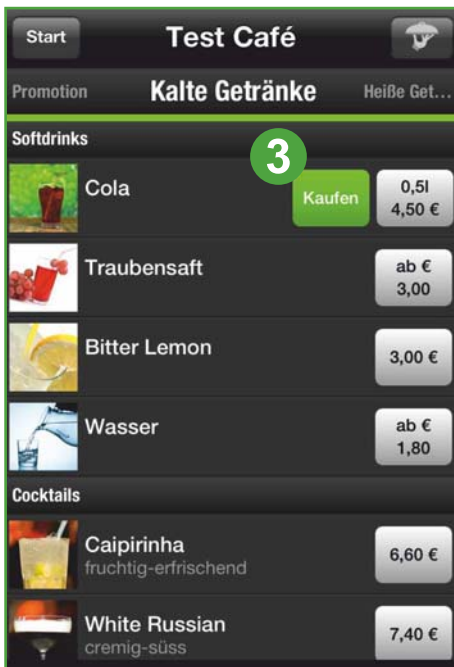 Start
Test Café
Promotion
Kalte Getränke
Heiße Get...
Softdrinks
3
Cola
Kaufen
0,5l
4,50 €
Traubensaft
ab €
3,00
Bitter Lemon
3,00 €
Wasser
ab €
1,80
Cocktails
Caipirinha
fruchtig-erfrischend
6,60 €
White Russian
cremig-süss
7,40 €